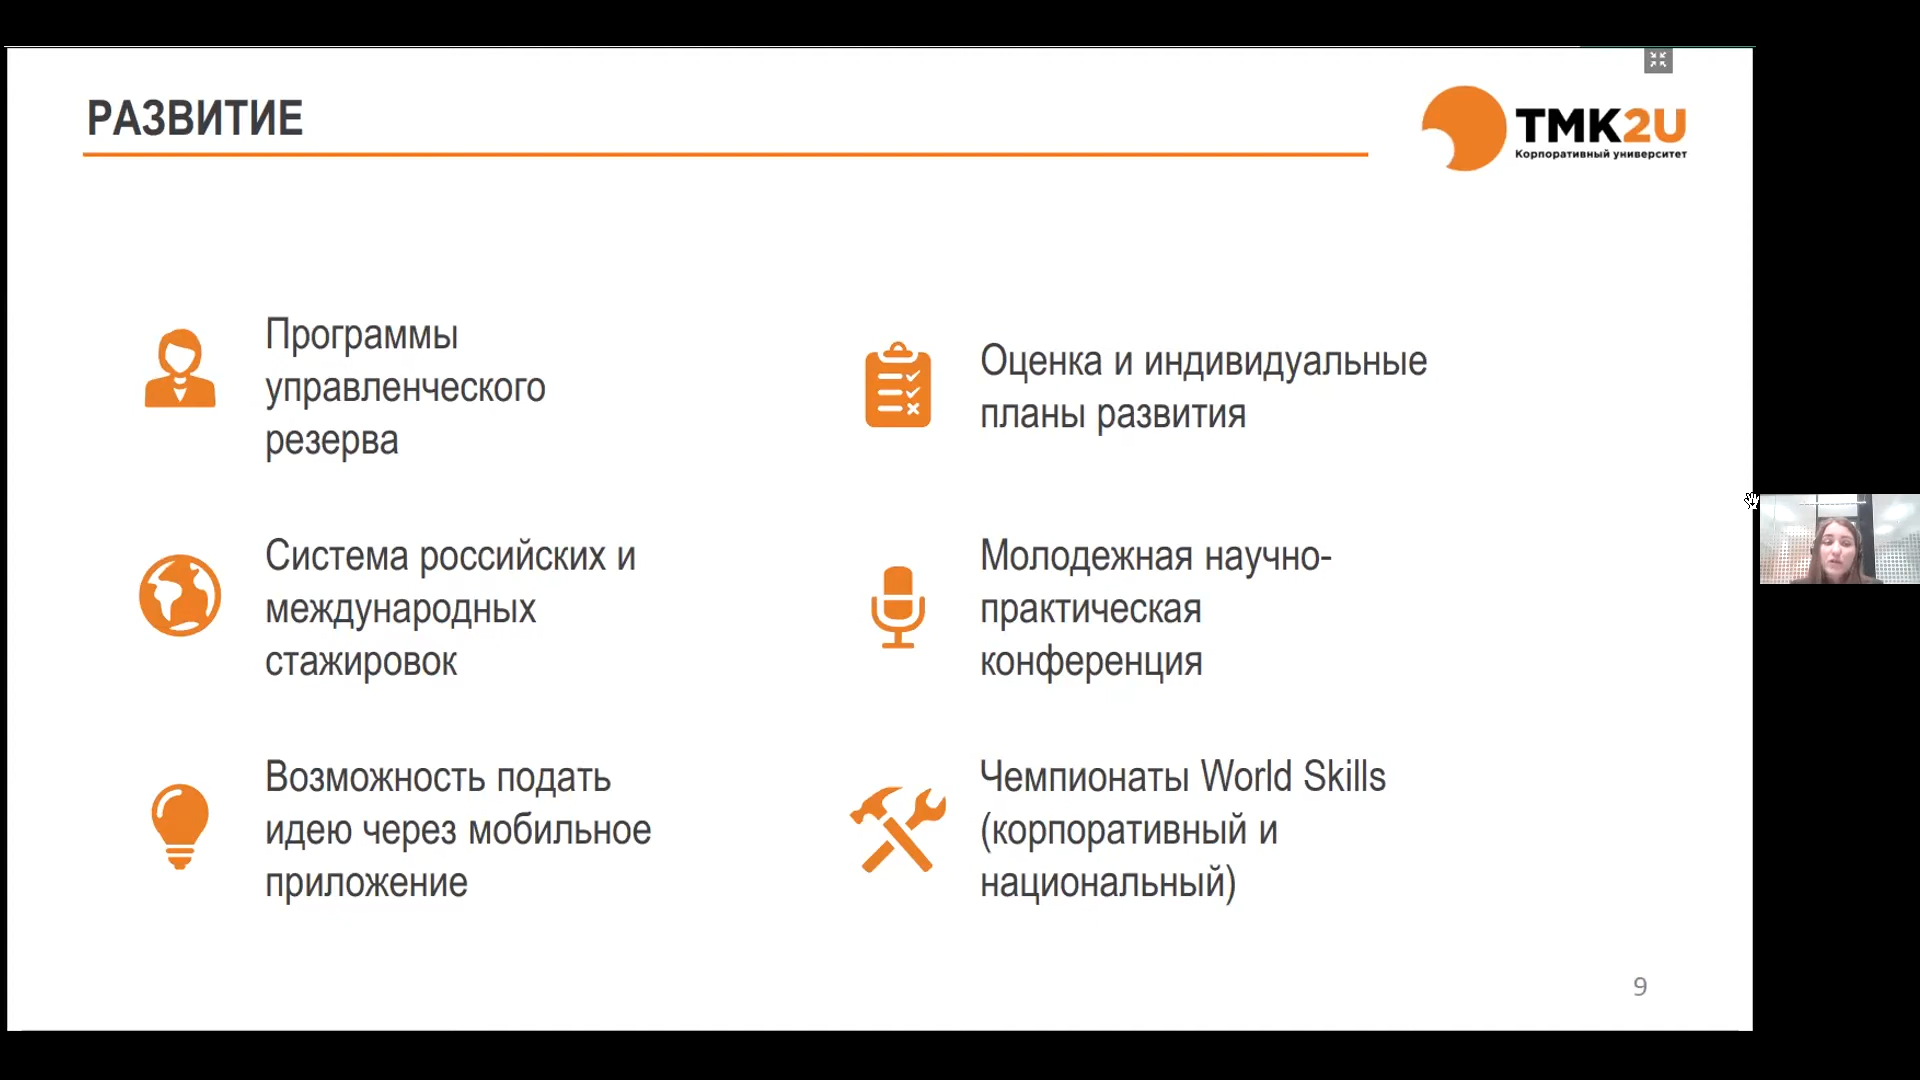 РАЗВИТИЕ
ТМК2U
Корпоративный университет
Программы
управленческого
резерва
Оценка и индивидуальные
планы развития
Система российских и
международных
стажировок
Молодежная научно-
практическая
конференция
Возможность подать
идею через мобильное
приложение
Чемпионаты World Skills
(корпоративный и
национальный)
9